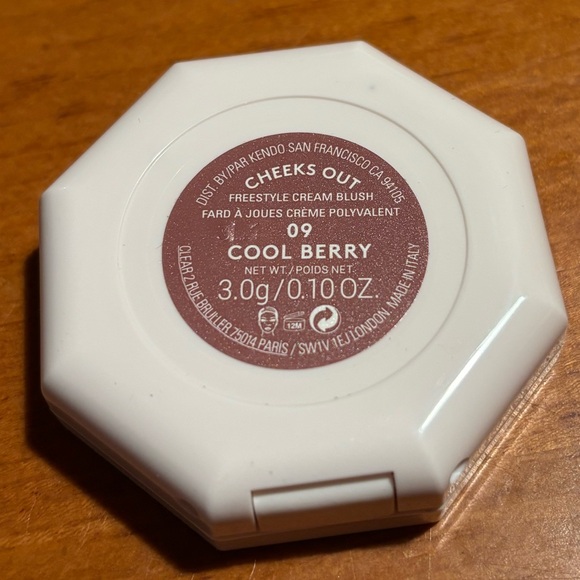 DIST. BY/PAR KENDO SAN FRANCISCO CA 94105
CHEEKS OUT
FREESTYLE CREAM BLUSH
FARD À JOUES CRÈME POLYVALENT
09
COOL BERRY
NET WT./POIDS NET
3.0g/0.10 OZ.
12M
CLEAR 2 RUE BRULLER 75014 PARIS / SW1V 1EJ LONDON. MADE IN ITALY